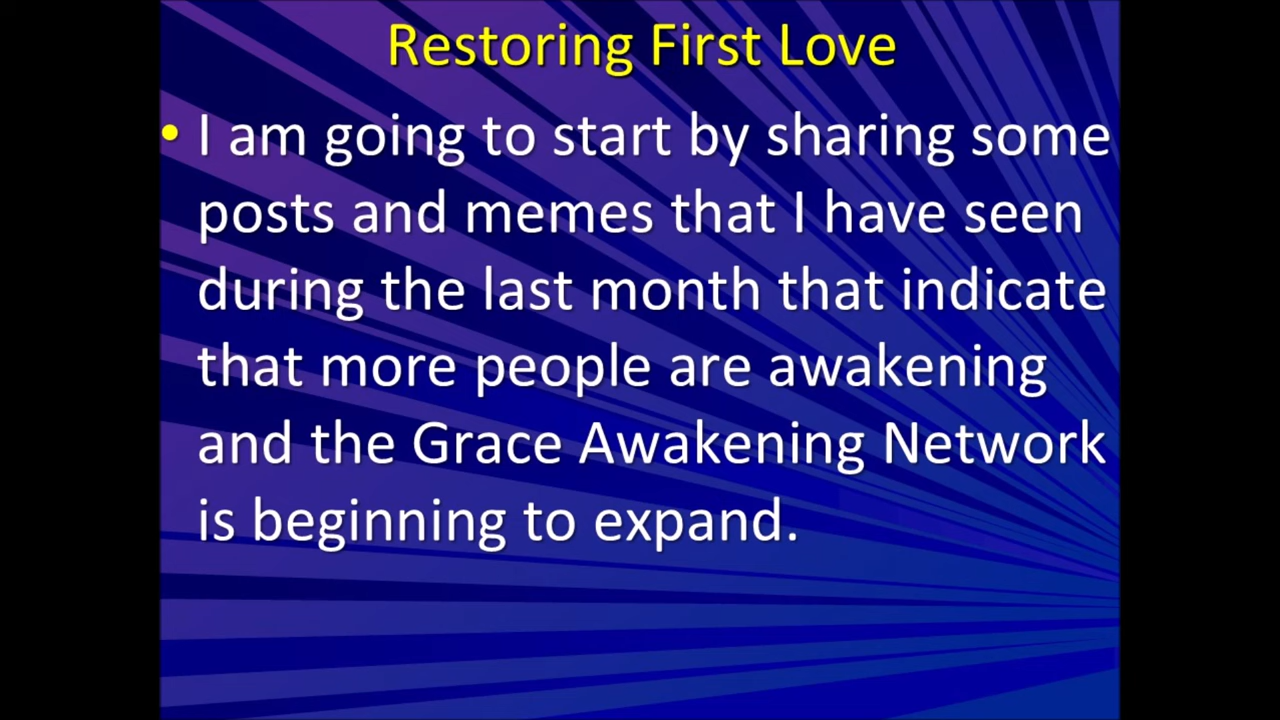 Restoring First Love
• I am going to start by sharing some
posts and memes that I have seen
during the last month that indicate
that more people are awakening
and the Grace Awakening Network
is beginning to expand.